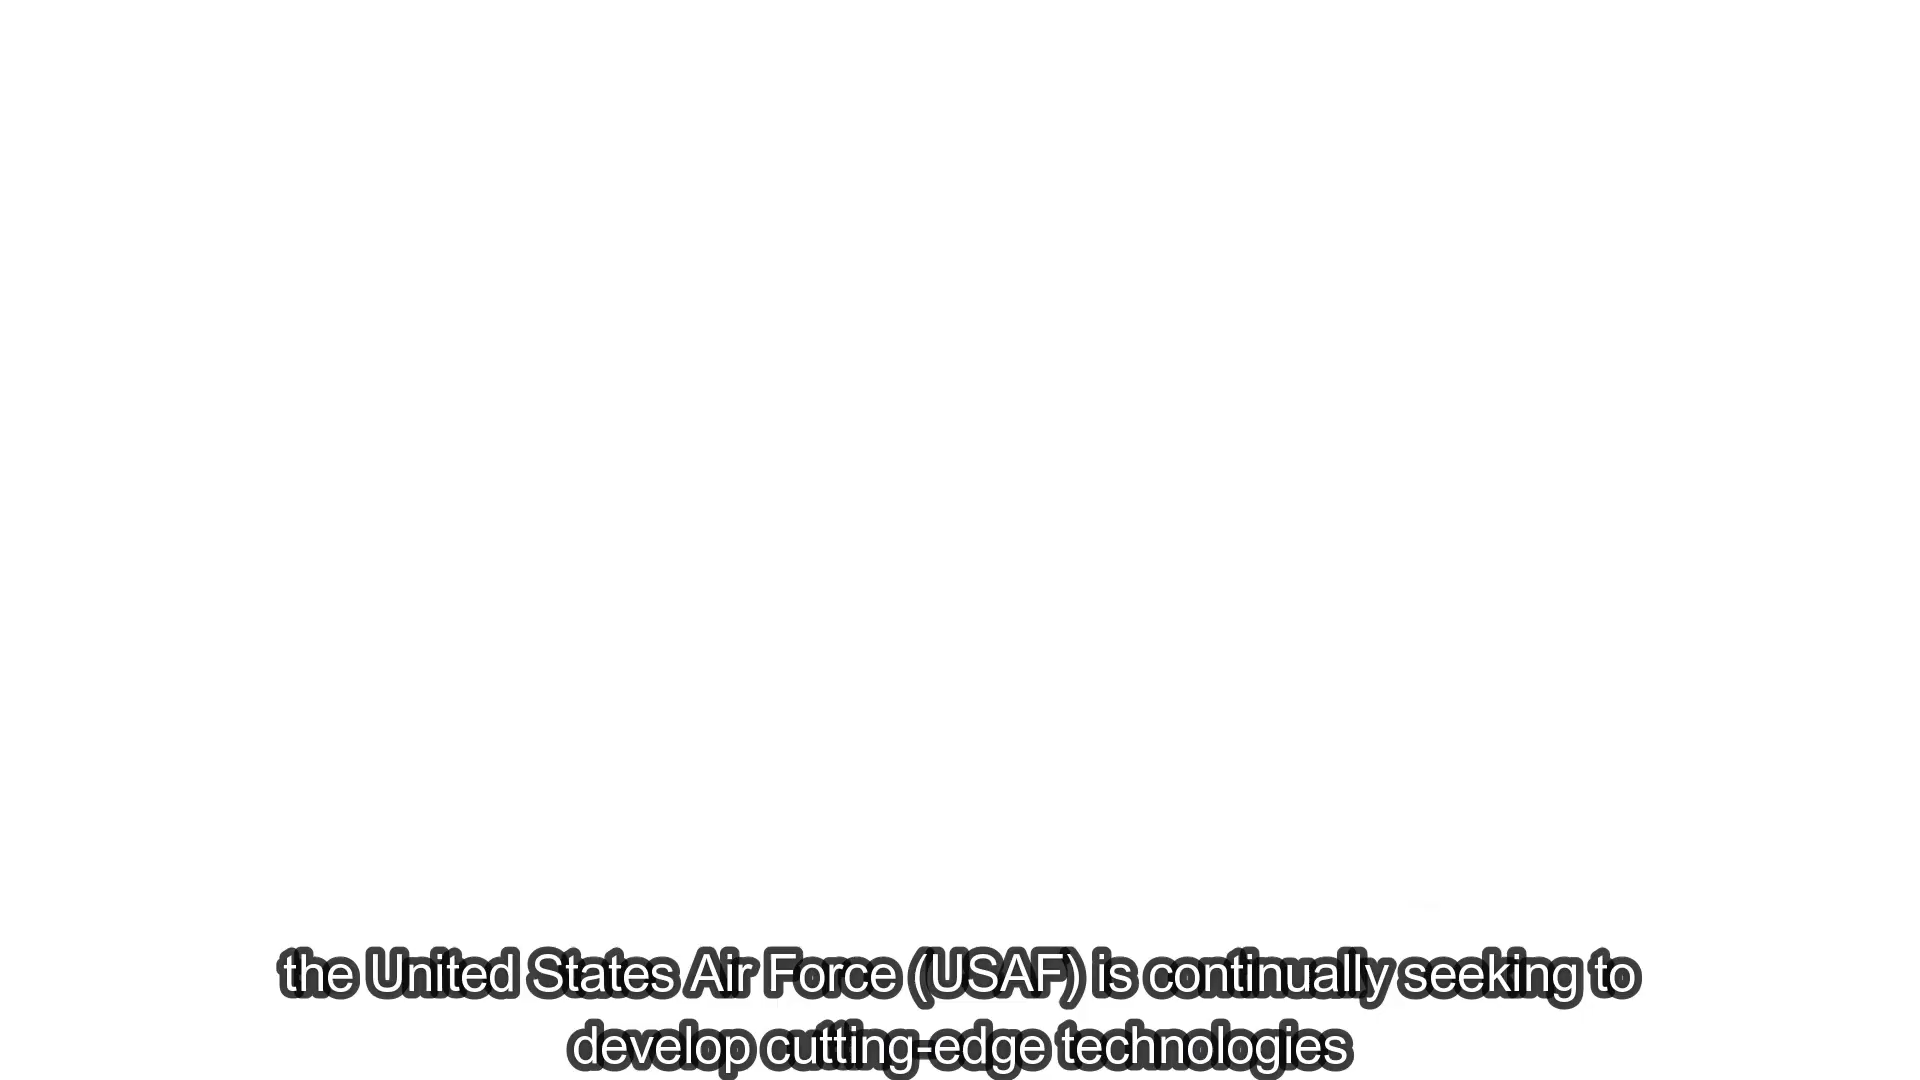 the United States Air Force (USAF) is continually seeking to
develop cutting-edge technologies